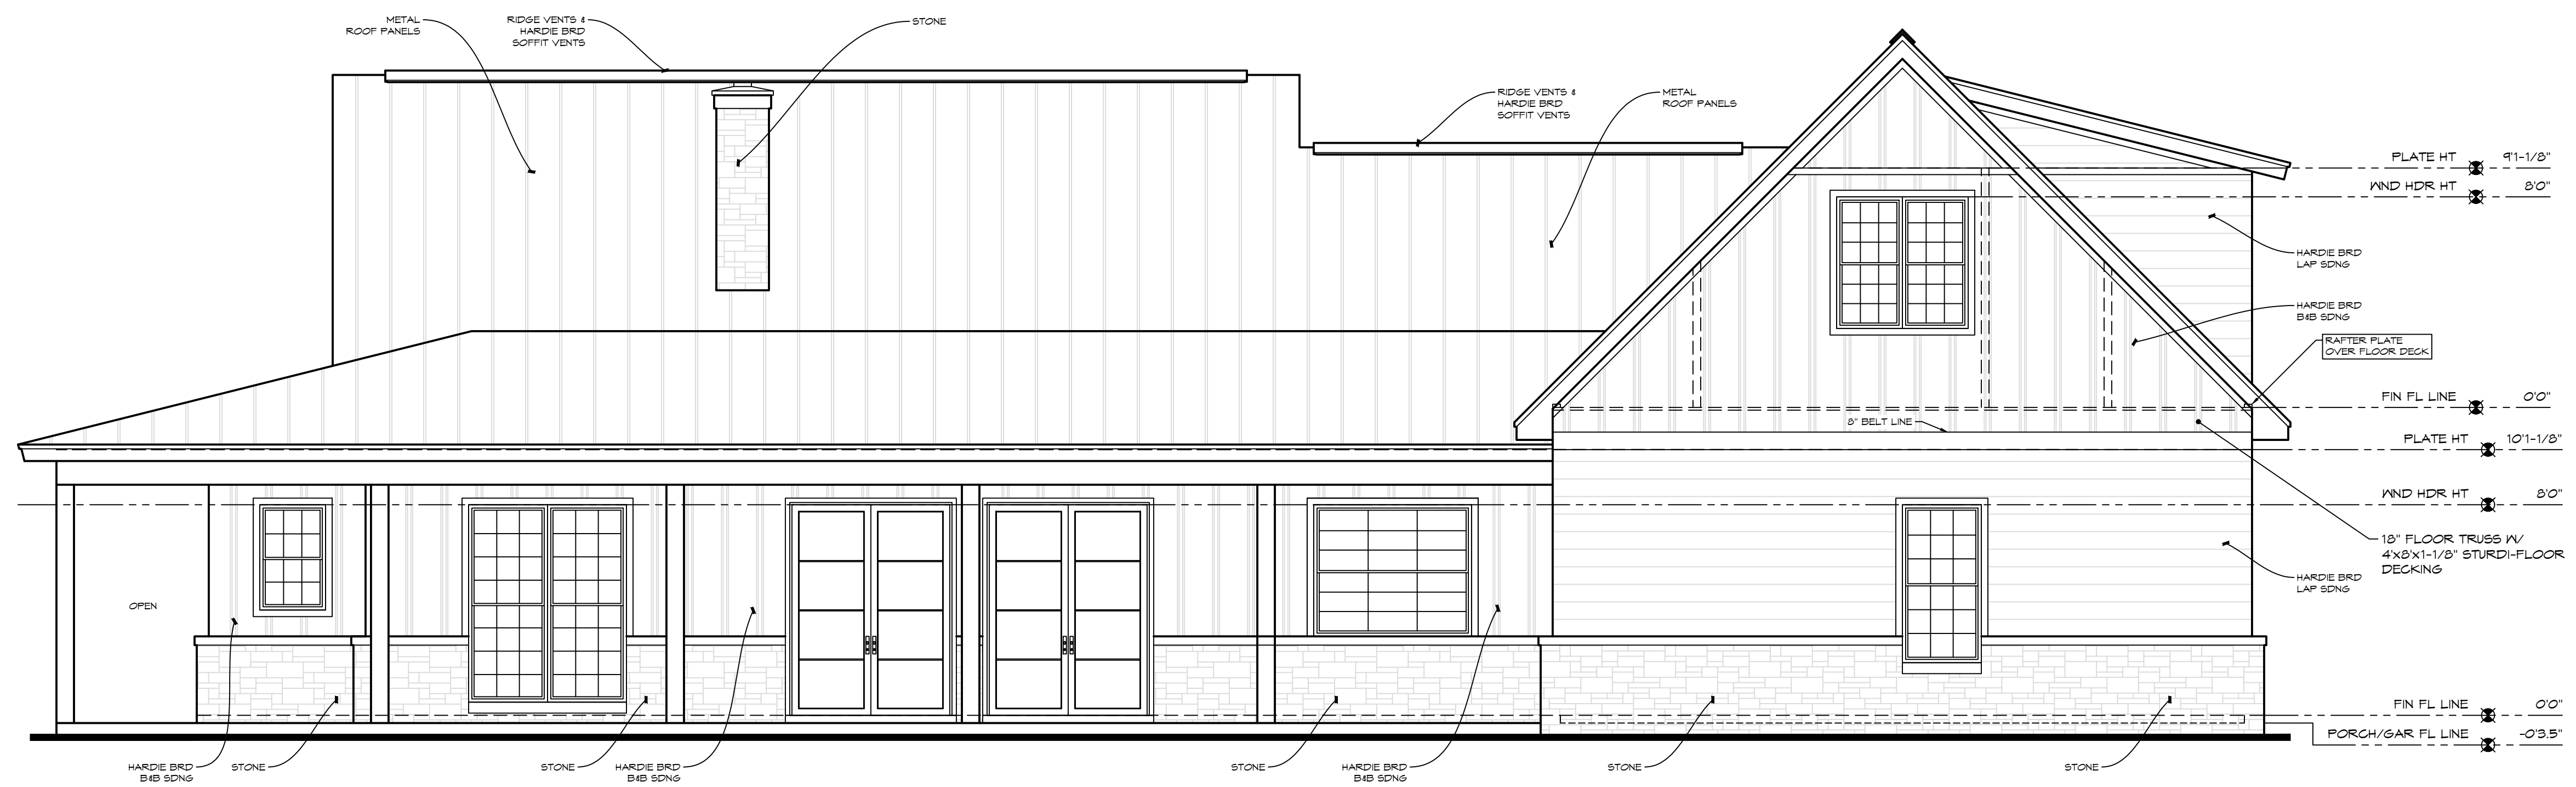 METAL
ROOF PANELS
RIDGE VENTS &
HARDIE BRD
SOFFIT VENTS
STONE
RIDGE VENTS &
HARDIE BRD
SOFFIT VENTS
METAL
ROOF PANELS
PLATE HT 9'1-1/8"
WND HDR HT 8'0"
HARDIE BRD
LAP SDNG
HARDIE BRD
B&B SDNG
RAFTER PLATE
OVER FLOOR DECK
FIN FL LINE 0'0"
8" BELT LINE
PLATE HT 10'1-1/8"
WND HDR HT 8'0"
18" FLOOR TRUSS W/
4'x8'x1-1/8" STURDI-FLOOR
DECKING
HARDIE BRD
LAP SDNG
OPEN
FIN FL LINE 0'0"
PORCH/GAR FL LINE -0'3.5"
HARDIE BRD
B&B SDNG
STONE
STONE
HARDIE BRD
B&B SDNG
STONE
HARDIE BRD
B&B SDNG
STONE
STONE